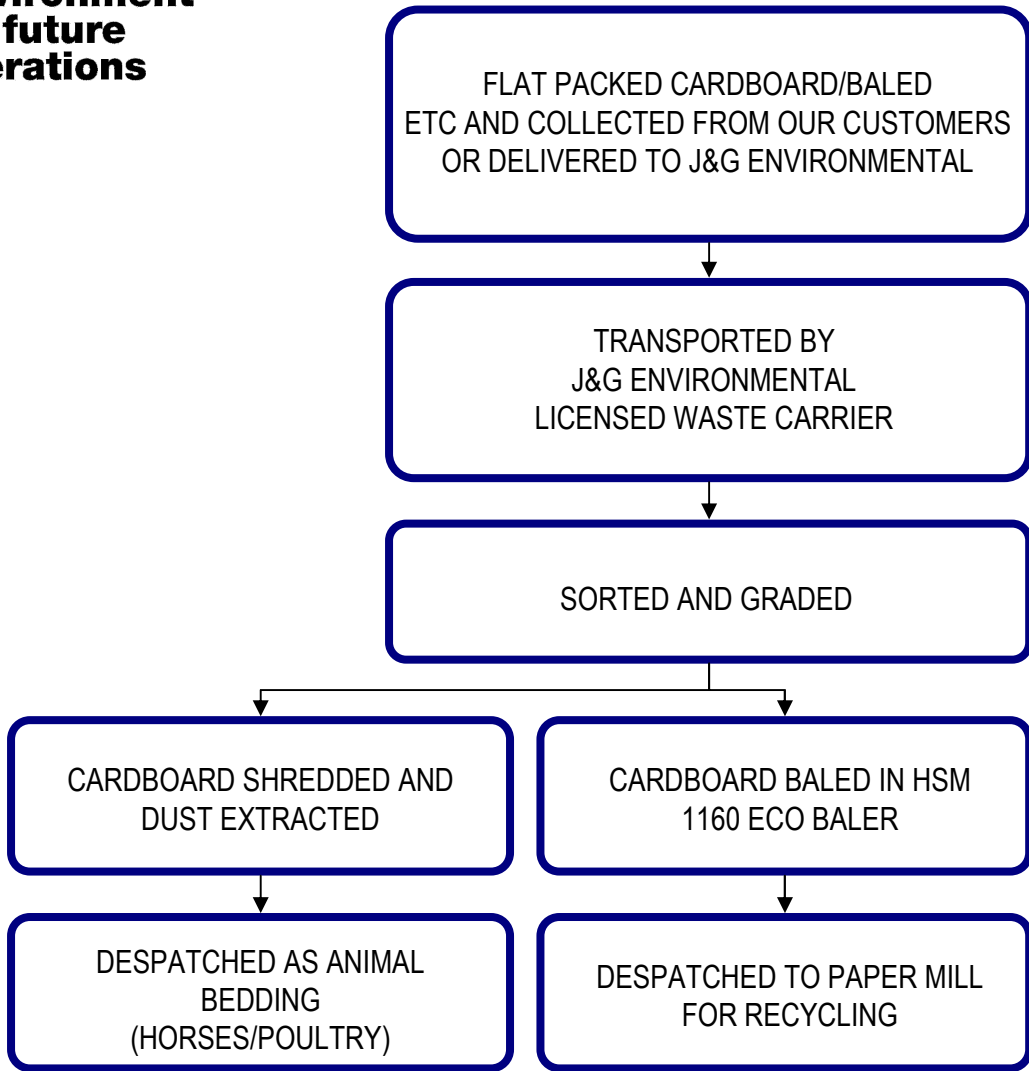 future
FLAT PACKED CARDBOARD/BALED
ETC AND COLLECTED FROM OUR CUSTOMERS
OR DELIVERED TO J&G ENVIRONMENTAL
TRANSPORTED BY
J&G ENVIRONMENTAL
LICENSED WASTE CARRIER
SORTED AND GRADED
CARDBOARD SHREDDED AND
DUST EXTRACTED
CARDBOARD BALED IN HSM
1160 ECO BALER
DESPATCHED AS ANIMAL
BEDDING
(HORSES/POULTRY)
DESPATCHED TO PAPER MILL
FOR RECYCLING